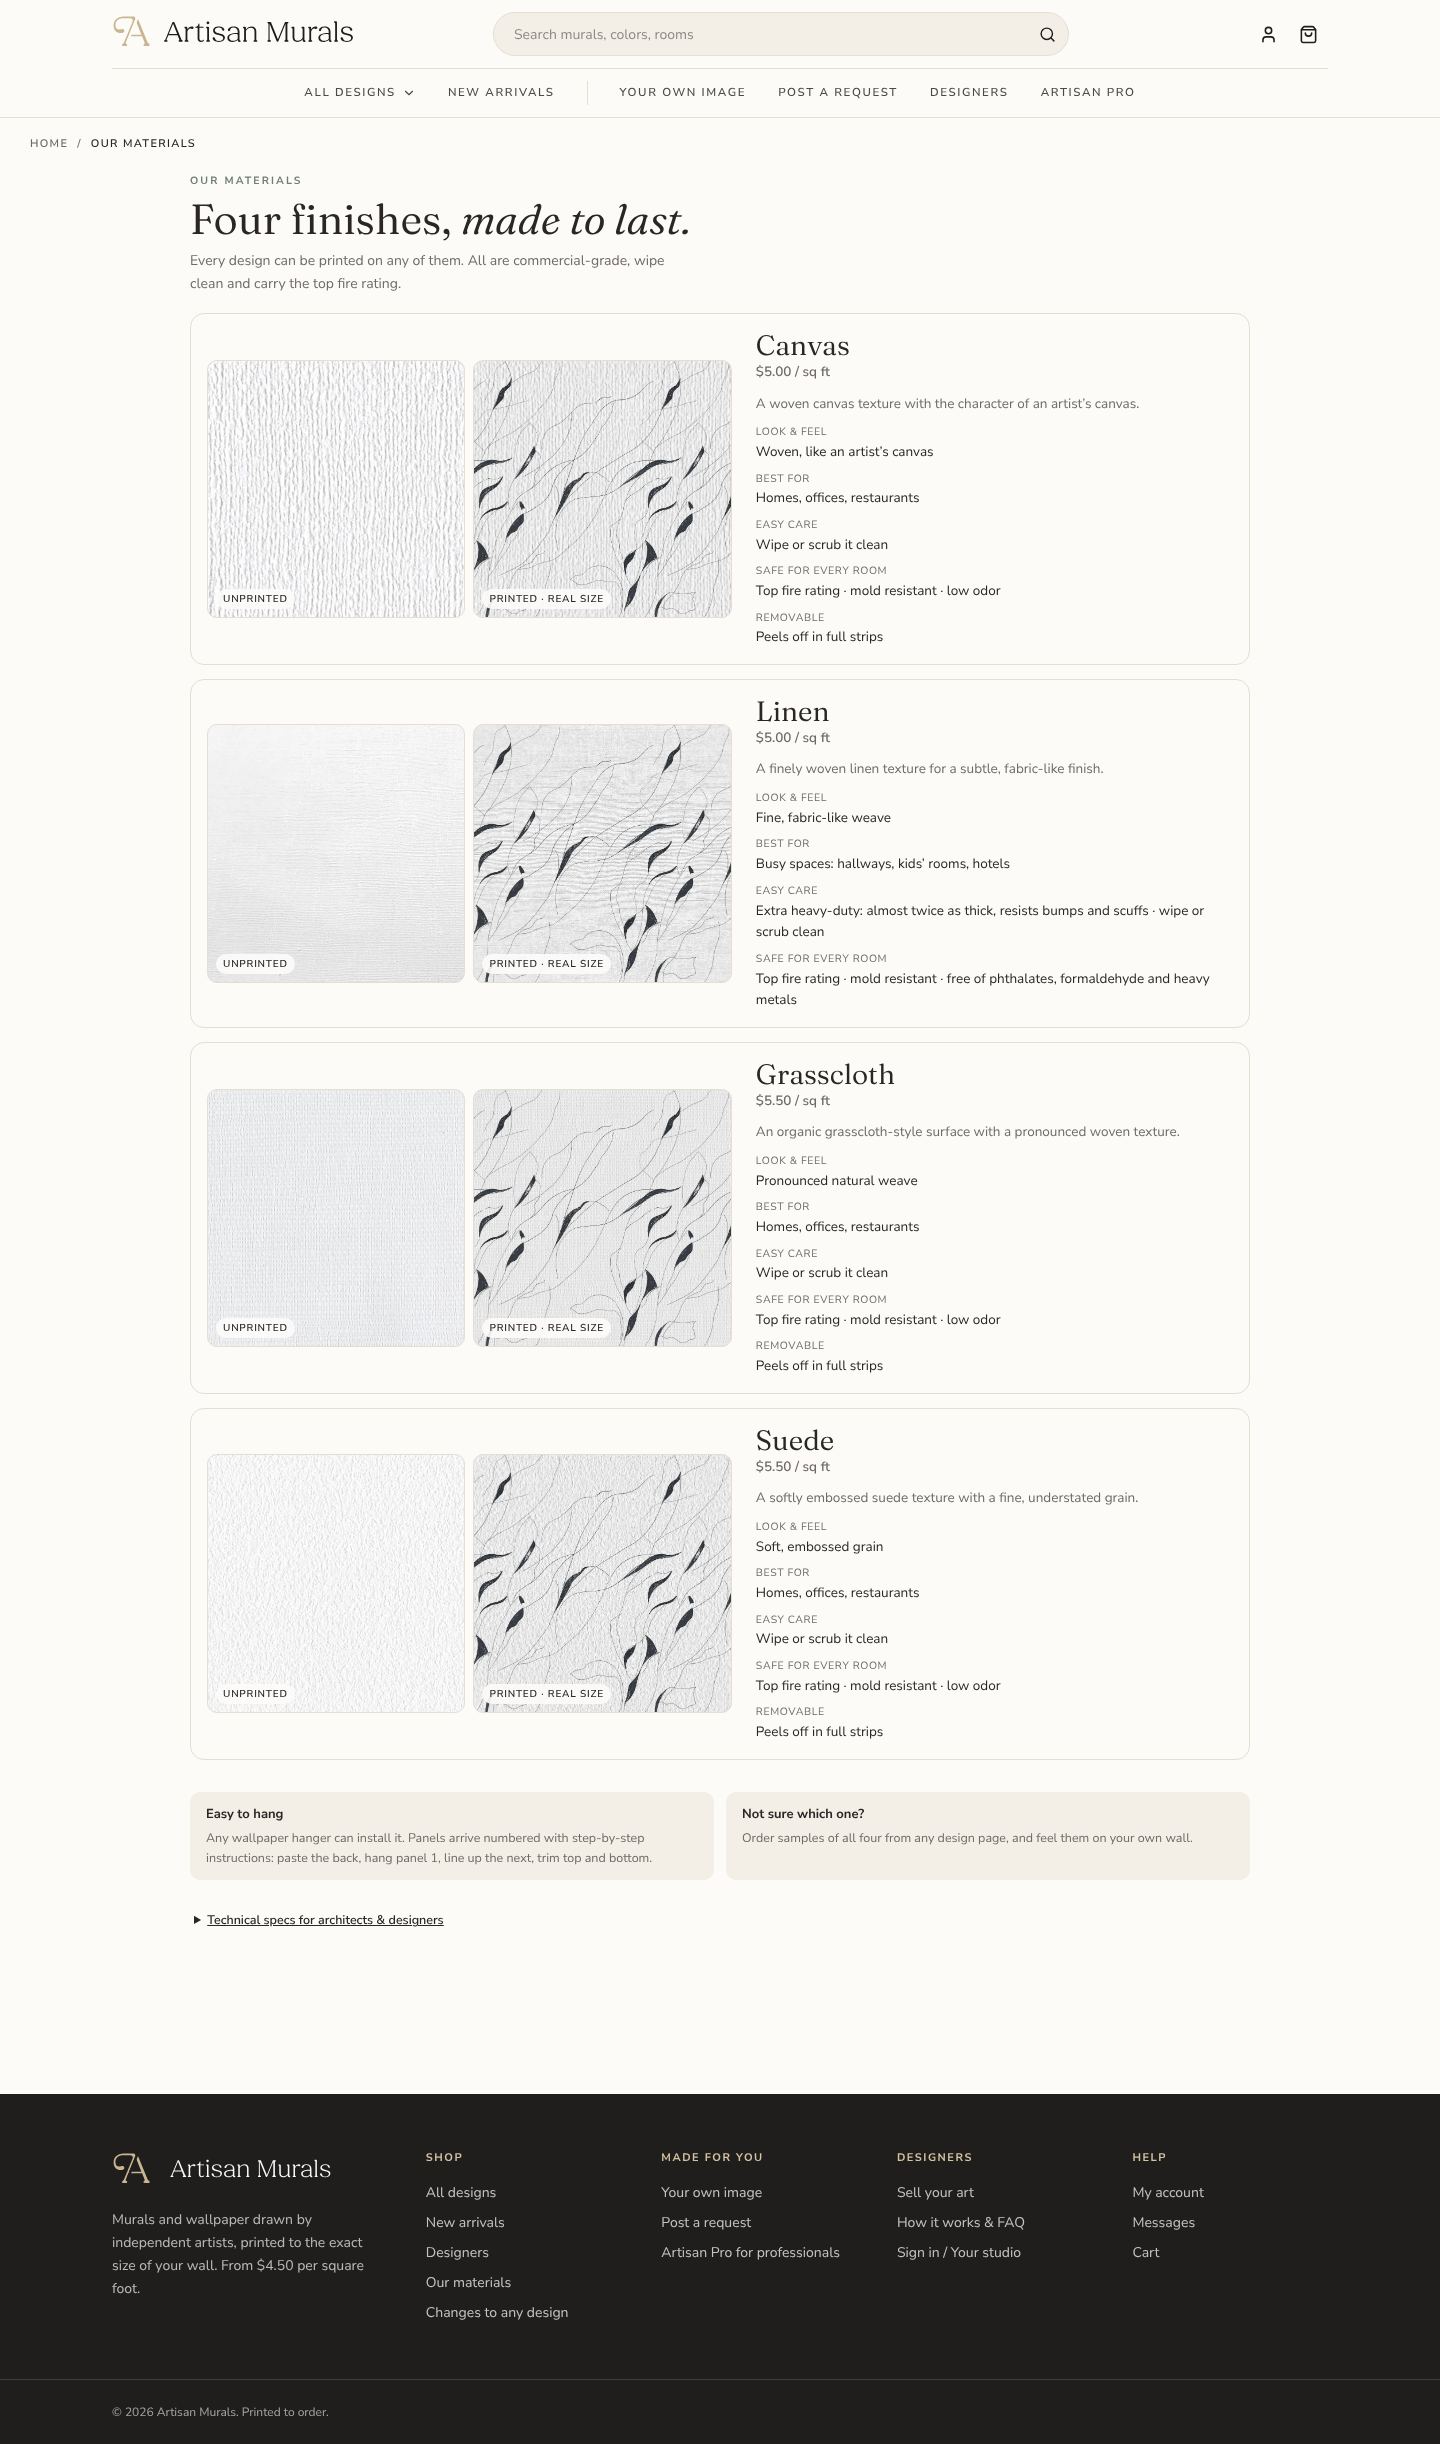 Artisan Murals
Search murals, colors, rooms
ALL DESIGNS
NEW ARRIVALS
YOUR OWN IMAGE
POST A REQUEST
DESIGNERS
ARTISAN PRO
HOME / OUR MATERIALS
OUR MATERIALS
Four finishes, made to last.
Every design can be printed on any of them. All are commercial-grade, wipe
clean and carry the top fire rating.
UNPRINTED
PRINTED · REAL SIZE
Canvas
$5.00 / sq ft
A woven canvas texture with the character of an artist’s canvas.
LOOK & FEEL
Woven, like an artist’s canvas
BEST FOR
Homes, offices, restaurants
EASY CARE
Wipe or scrub it clean
SAFE FOR EVERY ROOM
Top fire rating · mold resistant · low odor
REMOVABLE
Peels off in full strips
UNPRINTED
PRINTED · REAL SIZE
Linen
$5.00 / sq ft
A finely woven linen texture for a subtle, fabric-like finish.
LOOK & FEEL
Fine, fabric-like weave
BEST FOR
Busy spaces: hallways, kids’ rooms, hotels
EASY CARE
Extra heavy-duty: almost twice as thick, resists bumps and scuffs · wipe or
scrub clean
SAFE FOR EVERY ROOM
Top fire rating · mold resistant · free of phthalates, formaldehyde and heavy
metals
UNPRINTED
PRINTED · REAL SIZE
Grasscloth
$5.50 / sq ft
An organic grasscloth-style surface with a pronounced woven texture.
LOOK & FEEL
Pronounced natural weave
BEST FOR
Homes, offices, restaurants
EASY CARE
Wipe or scrub it clean
SAFE FOR EVERY ROOM
Top fire rating · mold resistant · low odor
REMOVABLE
Peels off in full strips
UNPRINTED
PRINTED · REAL SIZE
Suede
$5.50 / sq ft
A softly embossed suede texture with a fine, understated grain.
LOOK & FEEL
Soft, embossed grain
BEST FOR
Homes, offices, restaurants
EASY CARE
Wipe or scrub it clean
SAFE FOR EVERY ROOM
Top fire rating · mold resistant · low odor
REMOVABLE
Peels off in full strips
Easy to hang
Any wallpaper hanger can install it. Panels arrive numbered with step-by-step
instructions: paste the back, hang panel 1, line up the next, trim top and bottom.
Not sure which one?
Order samples of all four from any design page, and feel them on your own wall.
Technical specs for architects & designers
Artisan Murals
Murals and wallpaper drawn by
independent artists, printed to the exact
size of your wall. From $4.50 per square
foot.
SHOP
All designs
New arrivals
Designers
Our materials
Changes to any design
MADE FOR YOU
Your own image
Post a request
Artisan Pro for professionals
DESIGNERS
Sell your art
How it works & FAQ
Sign in / Your studio
HELP
My account
Messages
Cart
© 2026 Artisan Murals. Printed to order.